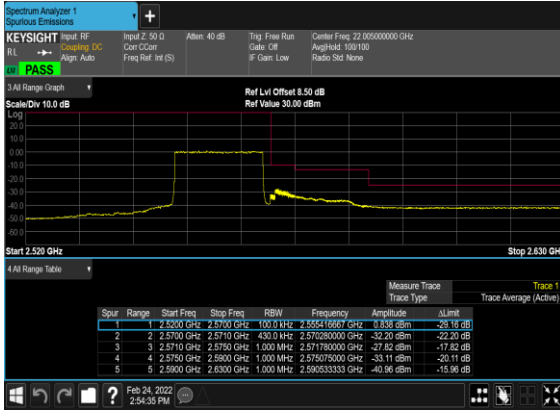 Spectrum Analyzer 1
Spurious Emissions
+
KEYSIGHT Input: RF Input Z: 50 Ω Atten: 40 dB Trig: Free Run Center Freq: 22.005000000 GHz
RL Coupling: DC Corr CCorr Gate: Off Avg|Hold: 100/100
Align: Auto Freq Ref: Int (S) IF Gain: Low Radio Std: None
PASS
3 All Range Graph Ref Lvl Offset 8.50 dB
Scale/Div 10.0 dB Ref Value 30.00 dBm
Log
20.0
10.0
0.00
-10.0
-20.0
-30.0
-40.0
-50.0
-60.0
Start 2.520 GHz Stop 2.630 GH
4 All Range Table
Measure Trace Trace 1
Trace Type Trace Average (Active)
Spur Range Start Freq Stop Freq RBW Frequency Amplitude ΔLimit
1 1 2.5200 GHz 2.5700 GHz 100.0 kHz 2.555416667 GHz 0.838 dBm -29.16 dB
2 2 2.5700 GHz 2.5710 GHz 430.0 kHz 2.570280000 GHz -32.20 dBm -22.20 dB
3 3 2.5710 GHz 2.5750 GHz 1.000 MHz 2.571780000 GHz -27.82 dBm -17.82 dB
4 4 2.5750 GHz 2.5900 GHz 1.000 MHz 2.575075000 GHz -33.11 dBm -20.11 dB
5 5 2.5900 GHz 2.6300 GHz 1.000 MHz 2.590533333 GHz -40.96 dBm -15.96 dB
? Feb 24, 2022
2:54:35 PM